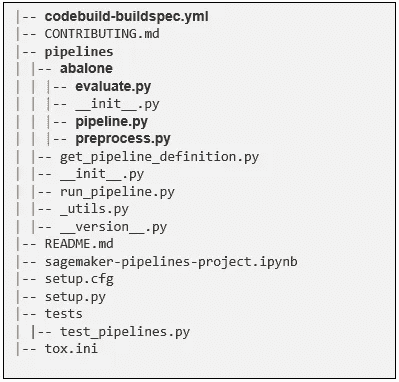 |-- codebuild-buildspec.yml
|-- CONTRIBUTING.md
|-- pipelines
| |-- abalone
| | |-- evaluate.py
| | |-- __init__.py
| | |-- pipeline.py
| | |-- preprocess.py
| |-- get_pipeline_definition.py
| |-- __init__.py
| |-- run_pipeline.py
| |-- _utils.py
| |-- __version__.py
|-- README.md
|-- sagemaker-pipelines-project.ipynb
|-- setup.cfg
|-- setup.py
|-- tests
| |-- test_pipelines.py
|-- tox.ini